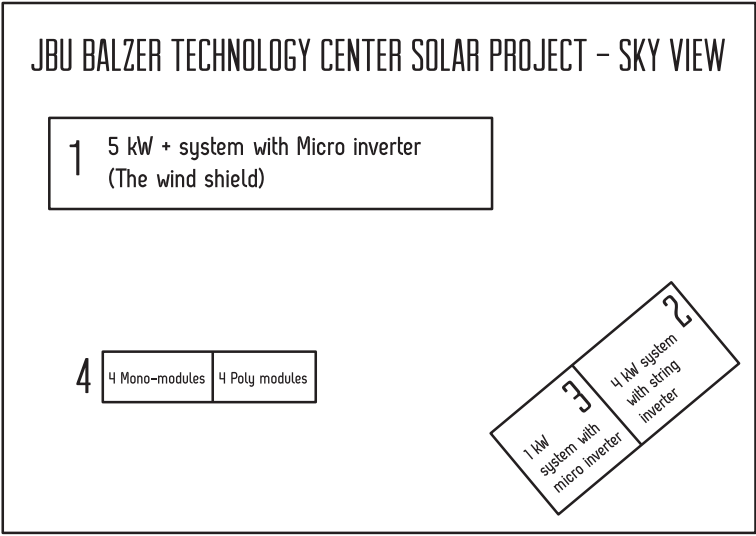 JBU BALZER TECHNOLOGY CENTER SOLAR PROJECT – SKY VIEW
1
5 kW + system with Micro inverter
(The wind shield)
2
4 kW system
with string
inverter
3
1 kW
system with
micro inverter
4
4 Mono-modules
4 Poly modules